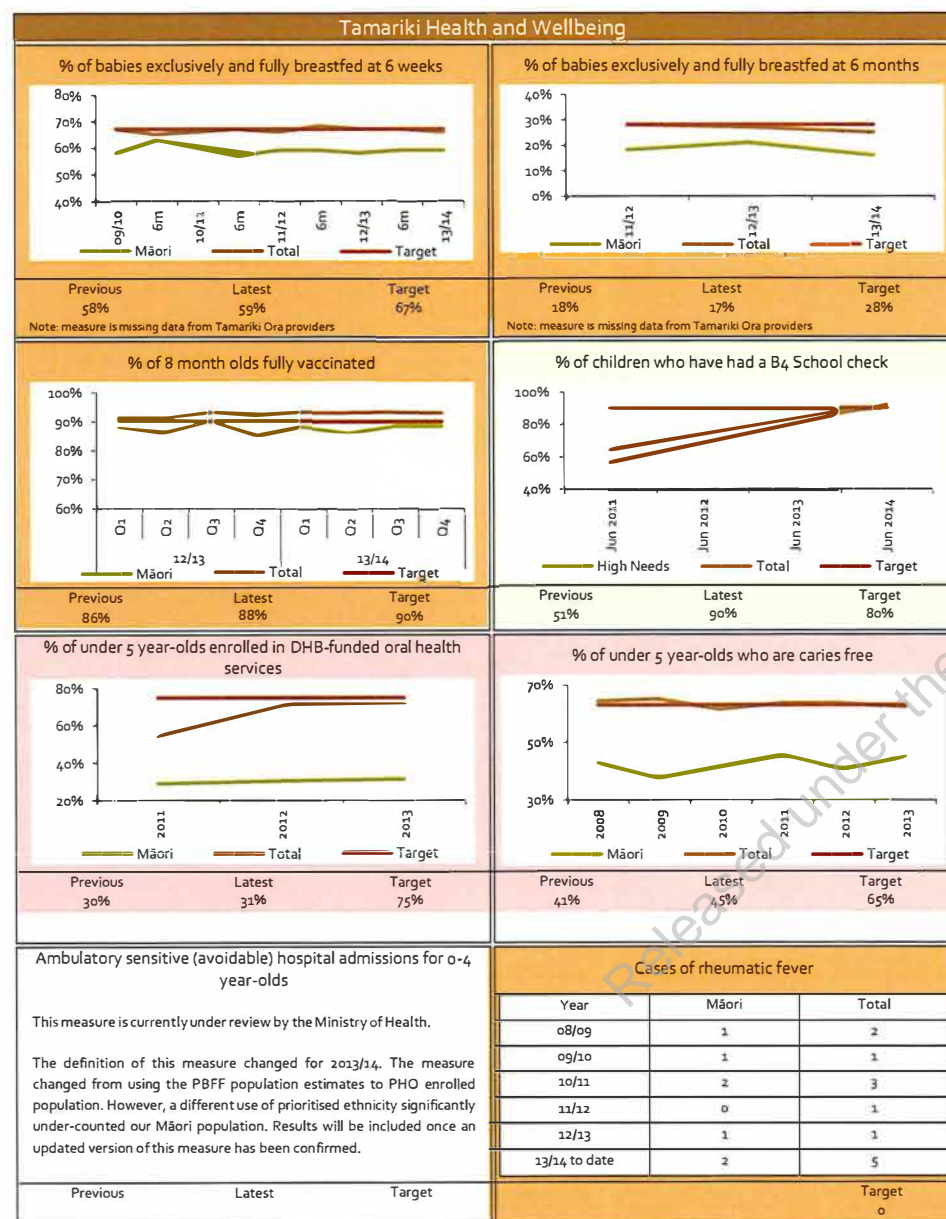 Tamariki Health and Wellbeing
% of babies exclusively and fully breastfed at 6 weeks
80%
70%
60%
50%
40%
09/10
6m
10/11
6m
11/12
6m
12/13
6m
13/14
Māori Total Target
Previous Latest Target
58% 59% 67%
Note: measure is missing data from Tamariki Ora providers
% of babies exclusively and fully breastfed at 6 months
40%
30%
20%
10%
0%
11/12
12/13
13/14
Māori Total Target
Previous Latest Target
18% 17% 28%
Note: measure is missing data from Tamariki Ora providers
% of 8 month olds fully vaccinated
100%
90%
80%
70%
60%
Q1 Q2 Q3 Q4 Q1 Q2 Q3 Q4
12/13 13/14
Māori Total Target
Previous Latest Target
86% 88% 90%
% of children who have had a B4 School check
100%
80%
60%
40%
Jun 2011
Jun 2012
Jun 2013
Jun 2014
High Needs Total Target
Previous Latest Target
51% 90% 80%
% of under 5 year-olds enrolled in DHB-funded oral health
services
80%
60%
40%
20%
2011
2012
2013
Māori Total Target
Previous Latest Target
30% 31% 75%
% of under 5 year-olds who are caries free
70%
50%
30%
2008
2009
2010
2011
2012
2013
Māori Total Target
Previous Latest Target
41% 45% 65%
Ambulatory sensitive (avoidable) hospital admissions for 0-4
year-olds
This measure is currently under review by the Ministry of Health.
The definition of this measure changed for 2013/14. The measure
changed from using the PBFF population estimates to PHO enrolled
population. However, a different use of prioritised ethnicity significantly
under-counted our Māori population. Results will be included once an
updated version of this measure has been confirmed.
Previous Latest Target
Cases of rheumatic fever
Year Māori Total
08/09 1 2
09/10 1 1
10/11 2 3
11/12 0 1
12/13 1 1
13/14 to date 2 5
Target
0
Released under the